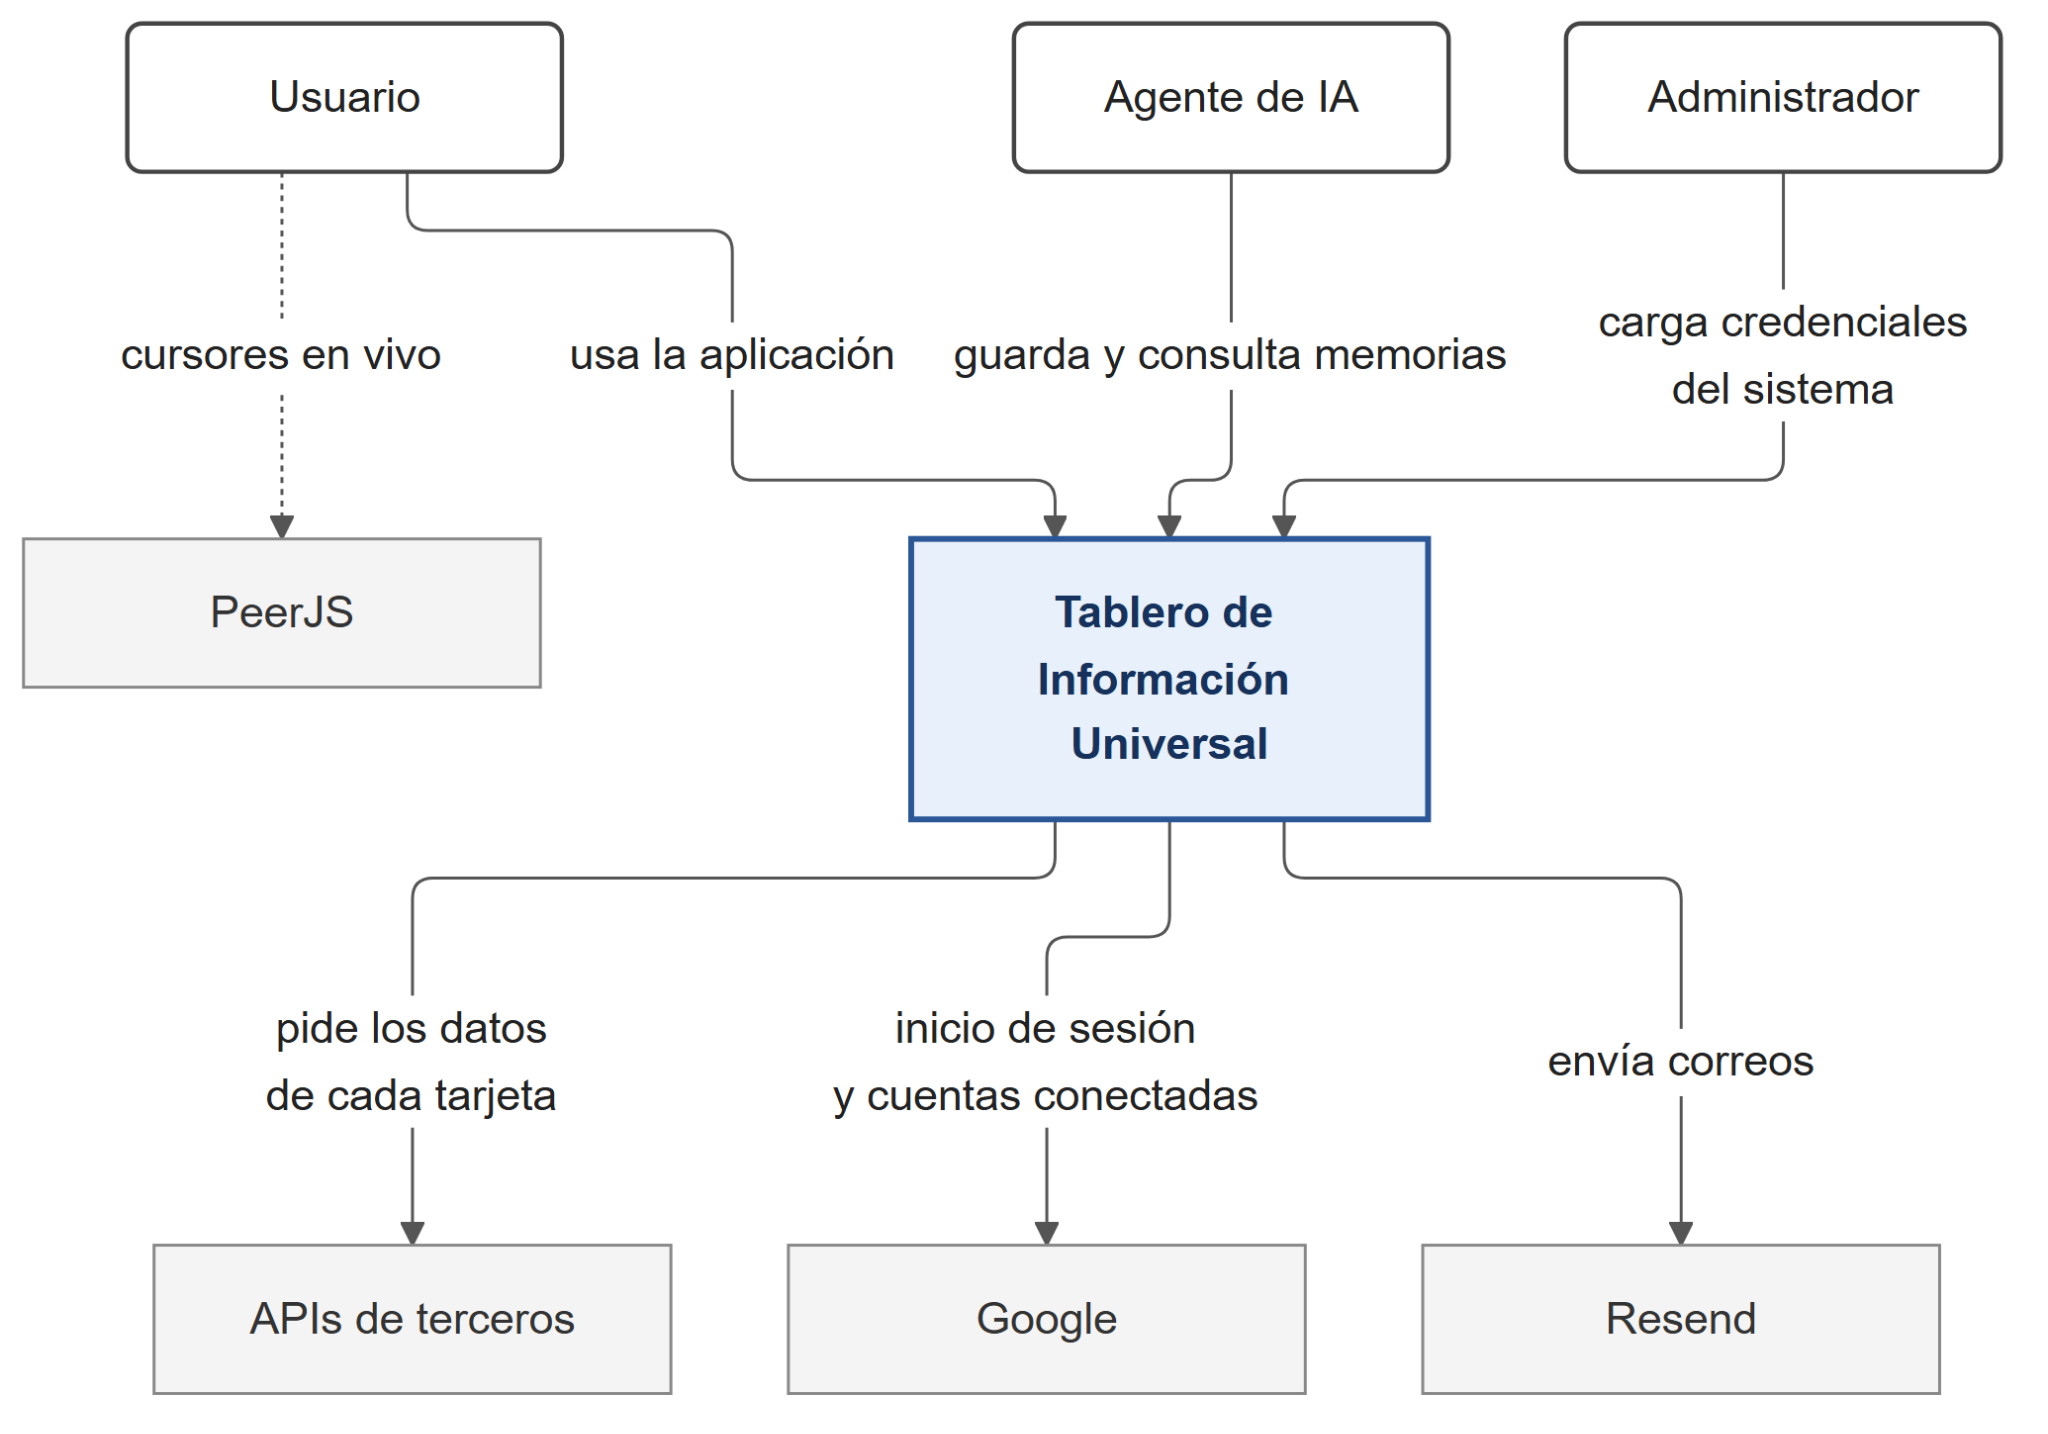 Usuario
Agente de IA
Administrador
cursores en vivo
usa la aplicación
guarda y consulta memorias
carga credenciales
del sistema
PeerJS
Tablero de
Información
Universal
pide los datos
de cada tarjeta
inicio de sesión
y cuentas conectadas
envía correos
APIs de terceros
Google
Resend